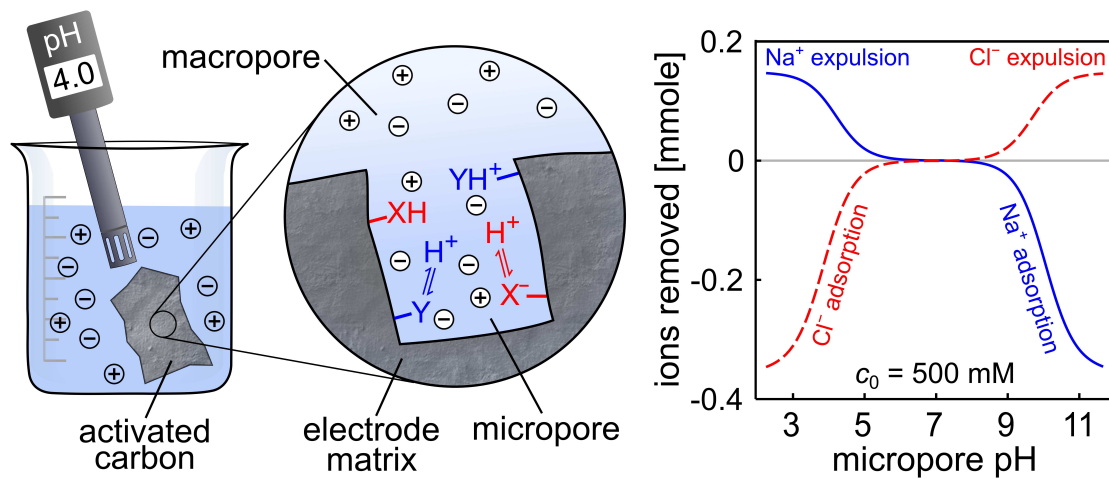 pH
4.0
activated
carbon
macropore
YH⁺
XH
H⁺
H⁺
Y
X⁻
electrode
matrix
micropore
ions removed [mmole]
0.2
0
-0.2
-0.4
Na⁺ expulsion
Cl⁻ expulsion
Cl⁻ adsorption
Na⁺ adsorption
c₀ = 500 mM
3 5 7 9 11
micropore pH